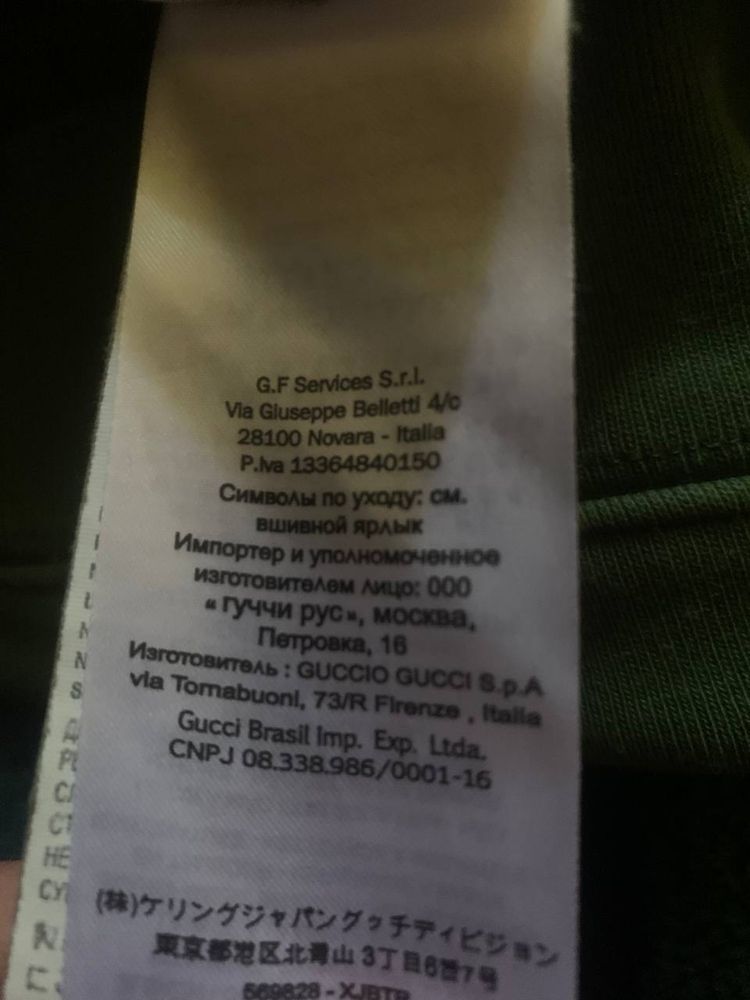 G.F Services S.r.l.
Via Giuseppe Belletti 4/c
28100 Novara - Italia
P.Iva 13364840150
Символы по уходу: см.
вшивной ярлык
Импортер и уполномоченное
изготовителем лицо: ООО
« Гуччи рус», москва,
Петровка, 16
Изготовитель : GUCCIO GUCCI S.p.A
via Tornabuoni, 73/R Firenze , Italia
Gucci Brasil Imp. Exp. Ltda.
CNPJ 08.338.986/0001-16
(株)ケリングジャパングッチディビジョン
東京都港区北青山 3丁目6番7号
569828 - XJBTB